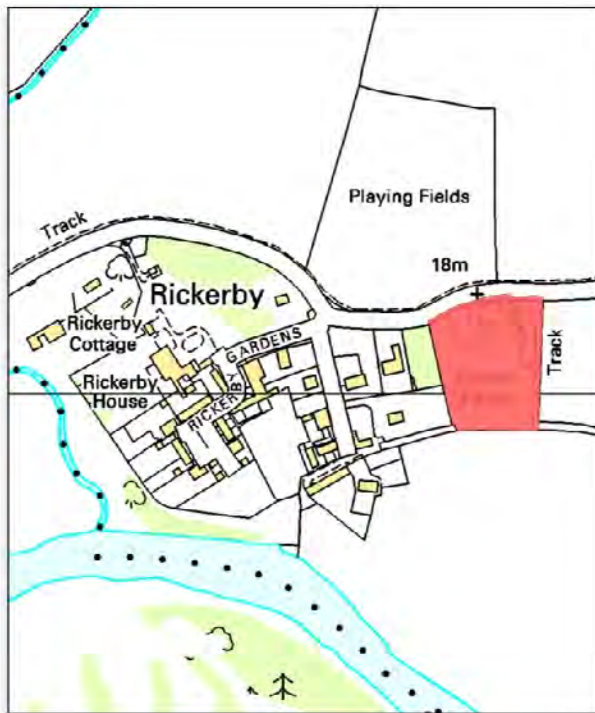 Playing Fields
18m
Track
Rickerby
Rickerby
Cottage
Track
RICKERBY GARDENS
Rickerby
House